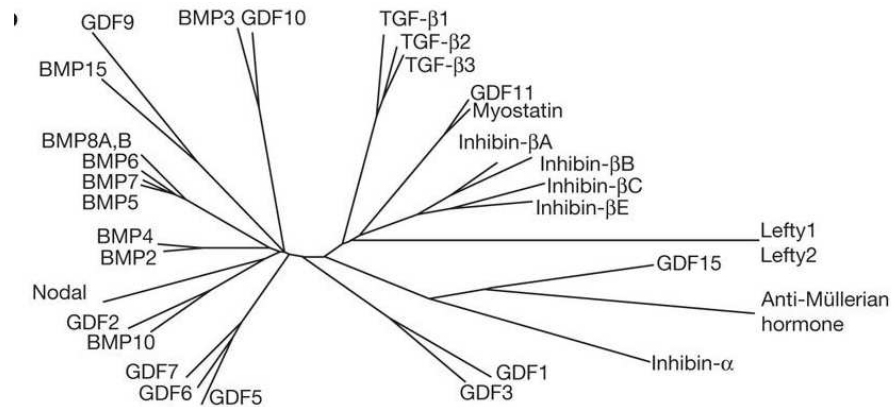 GDF9
BMP3 GDF10
TGF-β1
TGF-β2
TGF-β3
BMP15
GDF11
Myostatin
BMP8A,B
BMP6
BMP7
BMP5
Inhibin-βA
Inhibin-βB
Inhibin-βC
Inhibin-βE
BMP4
BMP2
Lefty1
Lefty2
GDF15
Nodal
Anti-Müllerian
hormone
GDF2
BMP10
Inhibin-α
GDF7
GDF6
GDF5
GDF1
GDF3